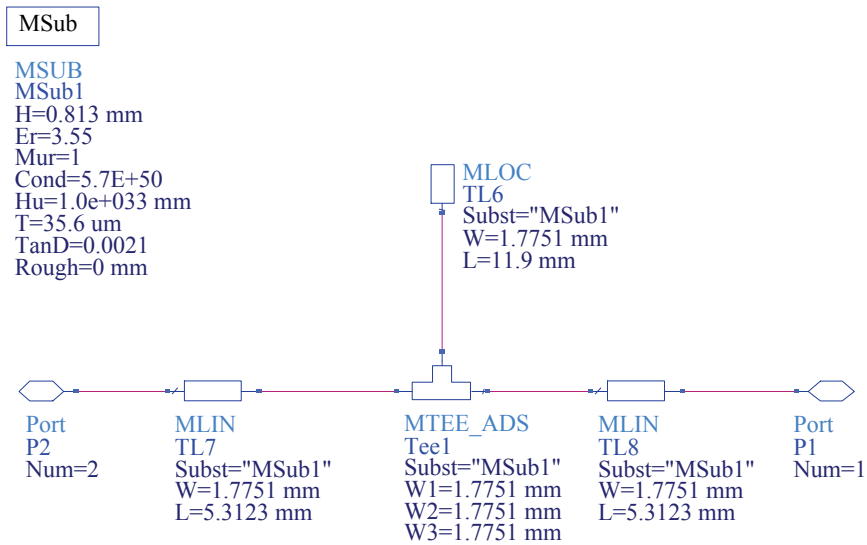 MSub
MSUB
MSub1
H=0.813 mm
Er=3.55
Mur=1
Cond=5.7E+50
Hu=1.0e+033 mm
T=35.6 um
TanD=0.0021
Rough=0 mm
MLOC
TL6
Subst="MSub1"
W=1.7751 mm
L=11.9 mm
Port
P2
Num=2
MLIN
TL7
Subst="MSub1"
W=1.7751 mm
L=5.3123 mm
MTEE_ADS
Tee1
Subst="MSub1"
W1=1.7751 mm
W2=1.7751 mm
W3=1.7751 mm
MLIN
TL8
Subst="MSub1"
W=1.7751 mm
L=5.3123 mm
Port
P1
Num=1